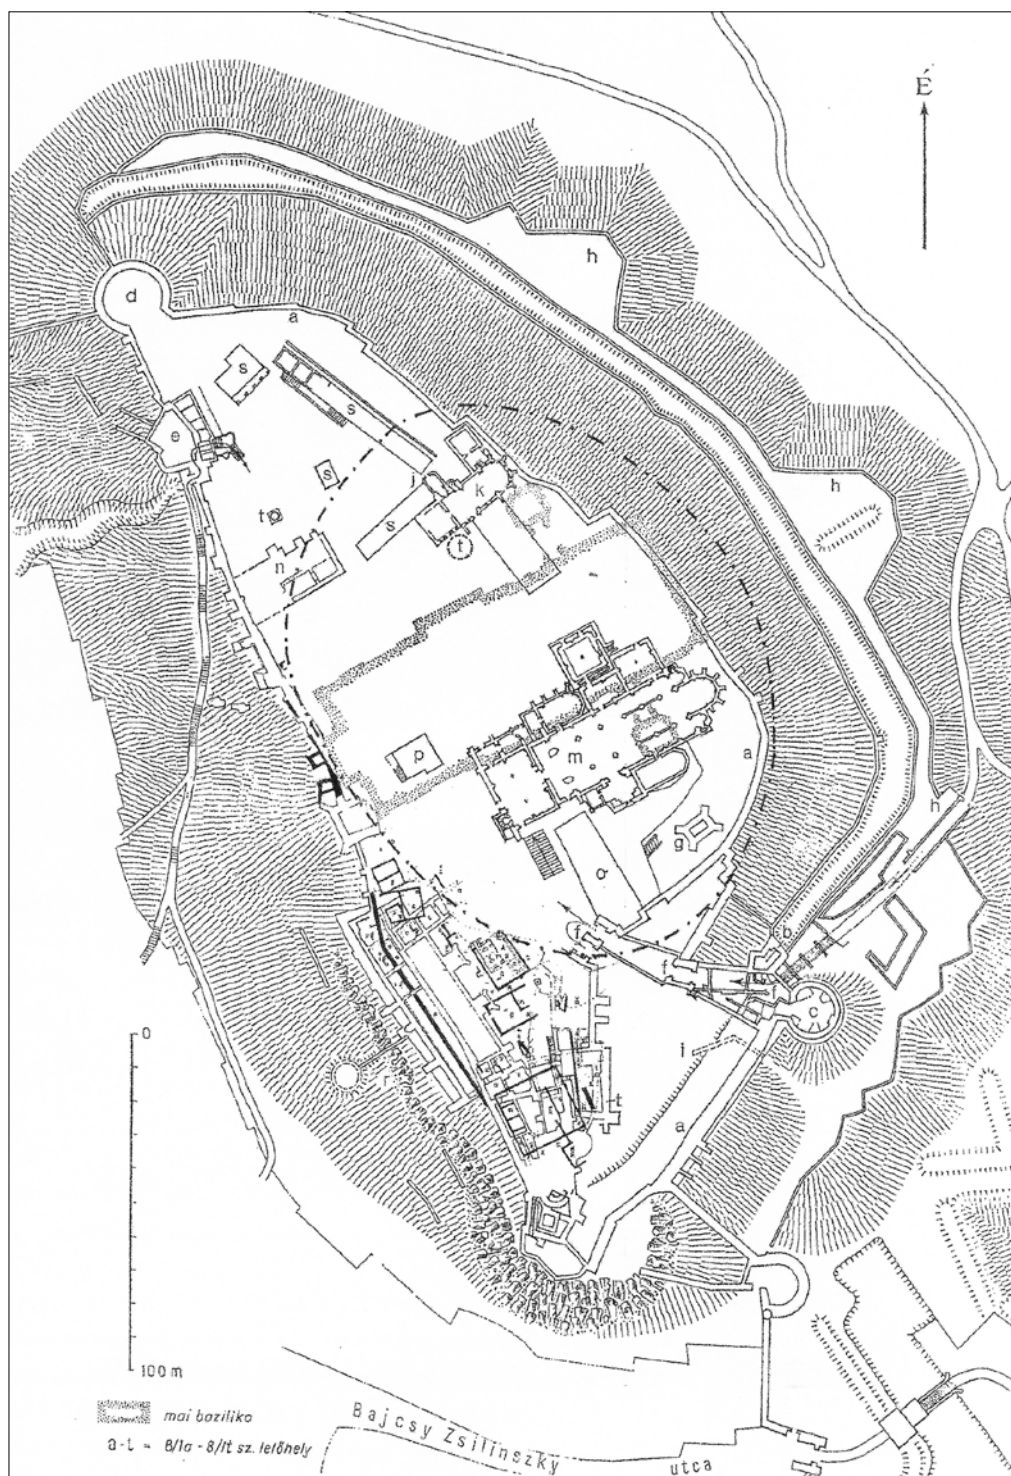 É
h
d
a
s
s
e
s
j
k
h
t
s
t
n
m
p
a
h
g
o
b
f
f
c
0
i
r
t
a
100 m
mai bazilika
a-t = 8/1a - 8/1t sz. lelőhely
Bajcsy Zsilinszky utca